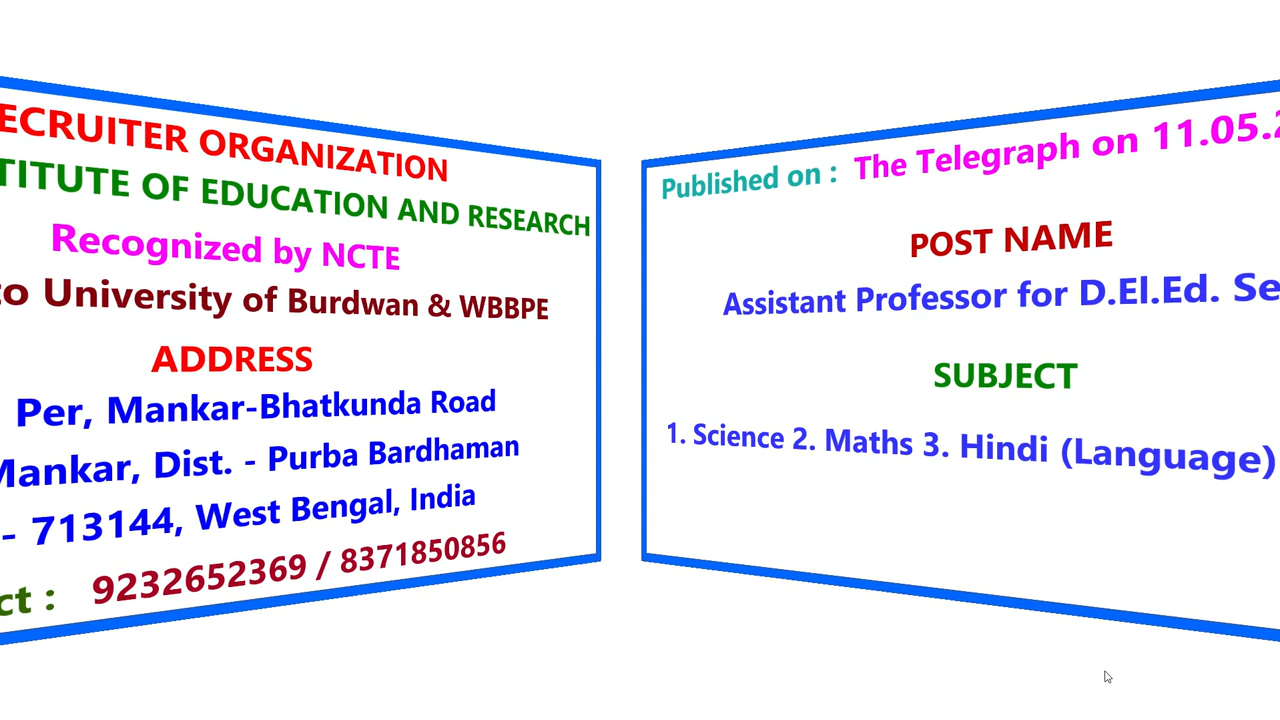 ECRUITER ORGANIZATION
TITUTE OF EDUCATION AND RESEARCH
Recognized by NCTE
to University of Burdwan & WBBPE
ADDRESS
Per, Mankar-Bhatkunda Road
Mankar, Dist. - Purba Bardhaman
- 713144, West Bengal, India
ct : 9232652369 / 8371850856
Published on : The Telegraph on 11.05.2
POST NAME
Assistant Professor for D.El.Ed. Se
SUBJECT
1. Science 2. Maths 3. Hindi (Language)